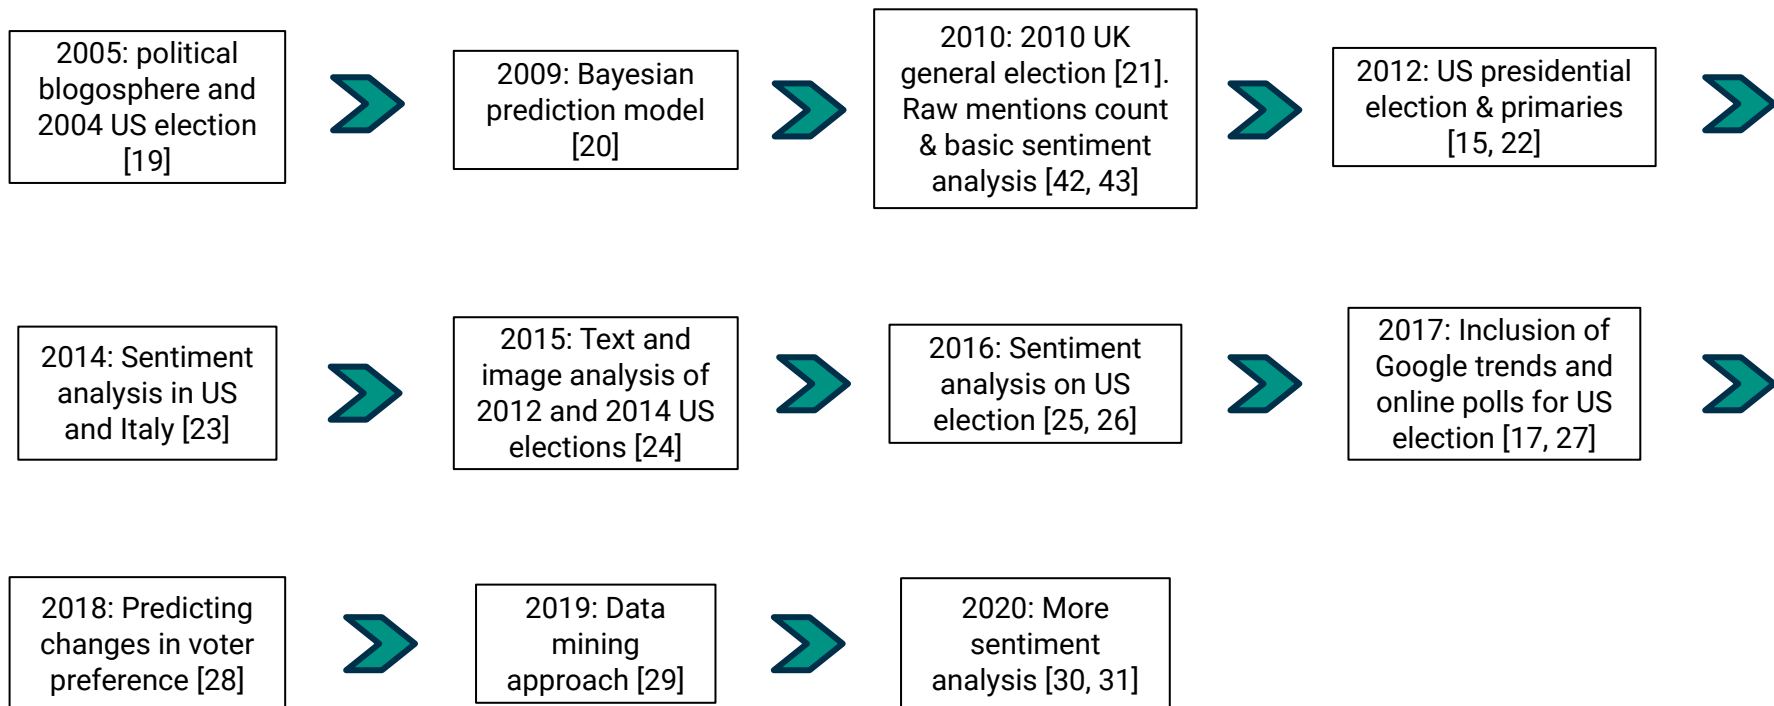 2005: political
blogosphere and
2004 US election
[19]
2009: Bayesian
prediction model
[20]
2010: 2010 UK
general election [21].
Raw mentions count
& basic sentiment
analysis [42, 43]
2012: US presidential
election & primaries
[15, 22]
2014: Sentiment
analysis in US
and Italy [23]
2015: Text and
image analysis of
2012 and 2014 US
elections [24]
2016: Sentiment
analysis on US
election [25, 26]
2017: Inclusion of
Google trends and
online polls for US
election [17, 27]
2018: Predicting
changes in voter
preference [28]
2019: Data
mining
approach [29]
2020: More
sentiment
analysis [30, 31]